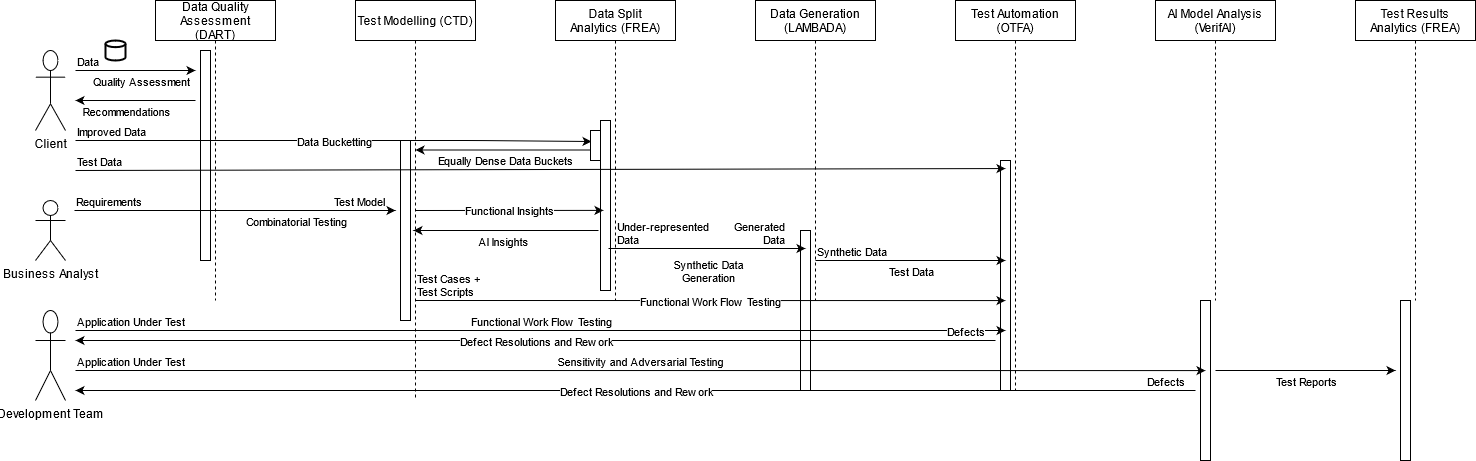 Data Quality
Assessment
(DART)
Test Modelling (CTD)
Data Split
Analytics (FREA)
Data Generation
(LAMBADA)
Test Automation
(OTFA)
AI Model Analysis
(VerifAI)
Test Results
Analytics (FREA)
Data
Quality Assessment
Recommendations
Client
Improved Data
Data Bucketting
Equally Dense Data Buckets
Test Data
Requirements
Test Model
Combinatorial Testing
Functional Insights
AI Insights
Business Analyst
Under-represented
Data
Generated
Data
Synthetic Data
Generation
Synthetic Data
Test Data
Test Cases +
Test Scripts
Functional Work Flow Testing
Application Under Test
Functional Work Flow Testing
Defects
Defect Resolutions and Rework
Application Under Test
Sensitivity and Adversarial Testing
Defects
Test Reports
Defect Resolutions and Rework
Development Team